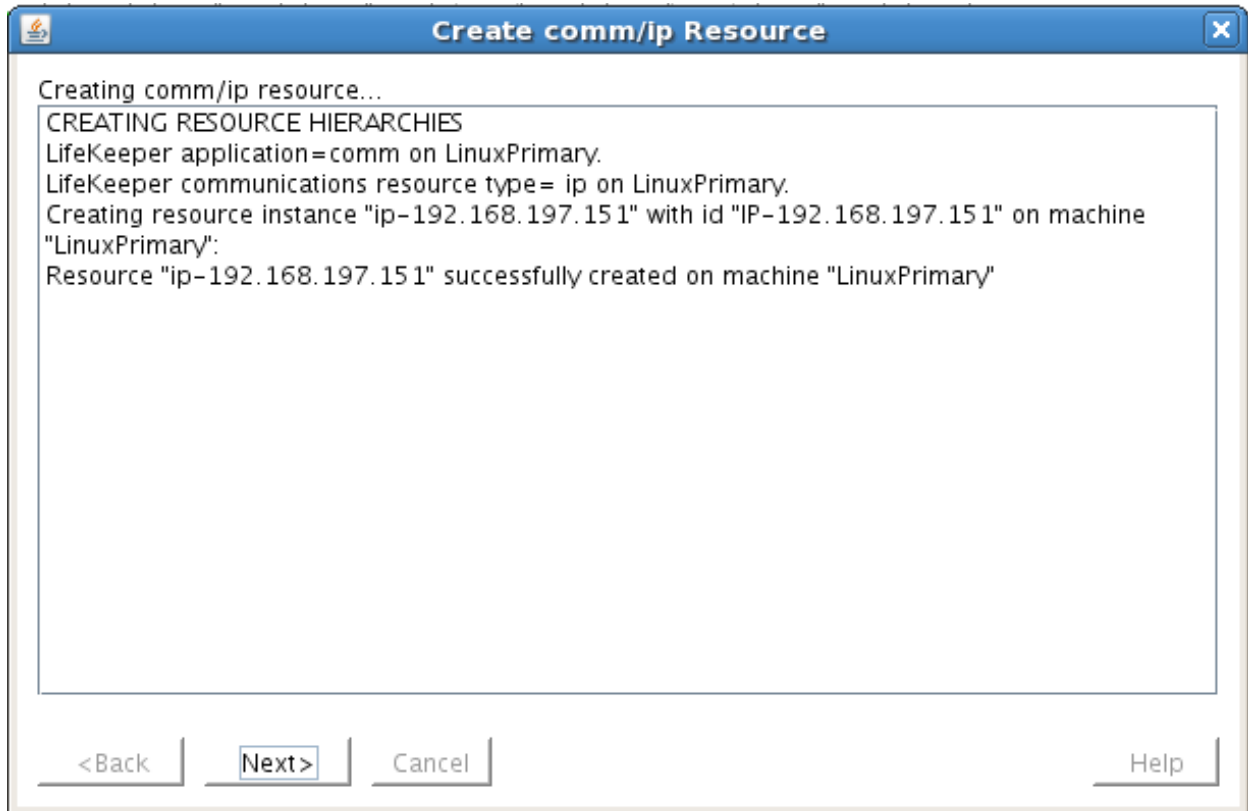 Create comm/ip Resource
Creating comm/ip resource...
CREATING RESOURCE HIERARCHIES
LifeKeeper application=comm on LinuxPrimary.
LifeKeeper communications resource type= ip on LinuxPrimary.
Creating resource instance "ip-192.168.197.151" with id "IP-192.168.197.151" on machine
"LinuxPrimary":
Resource "ip-192.168.197.151" successfully created on machine "LinuxPrimary"
<Back Next> Cancel Help